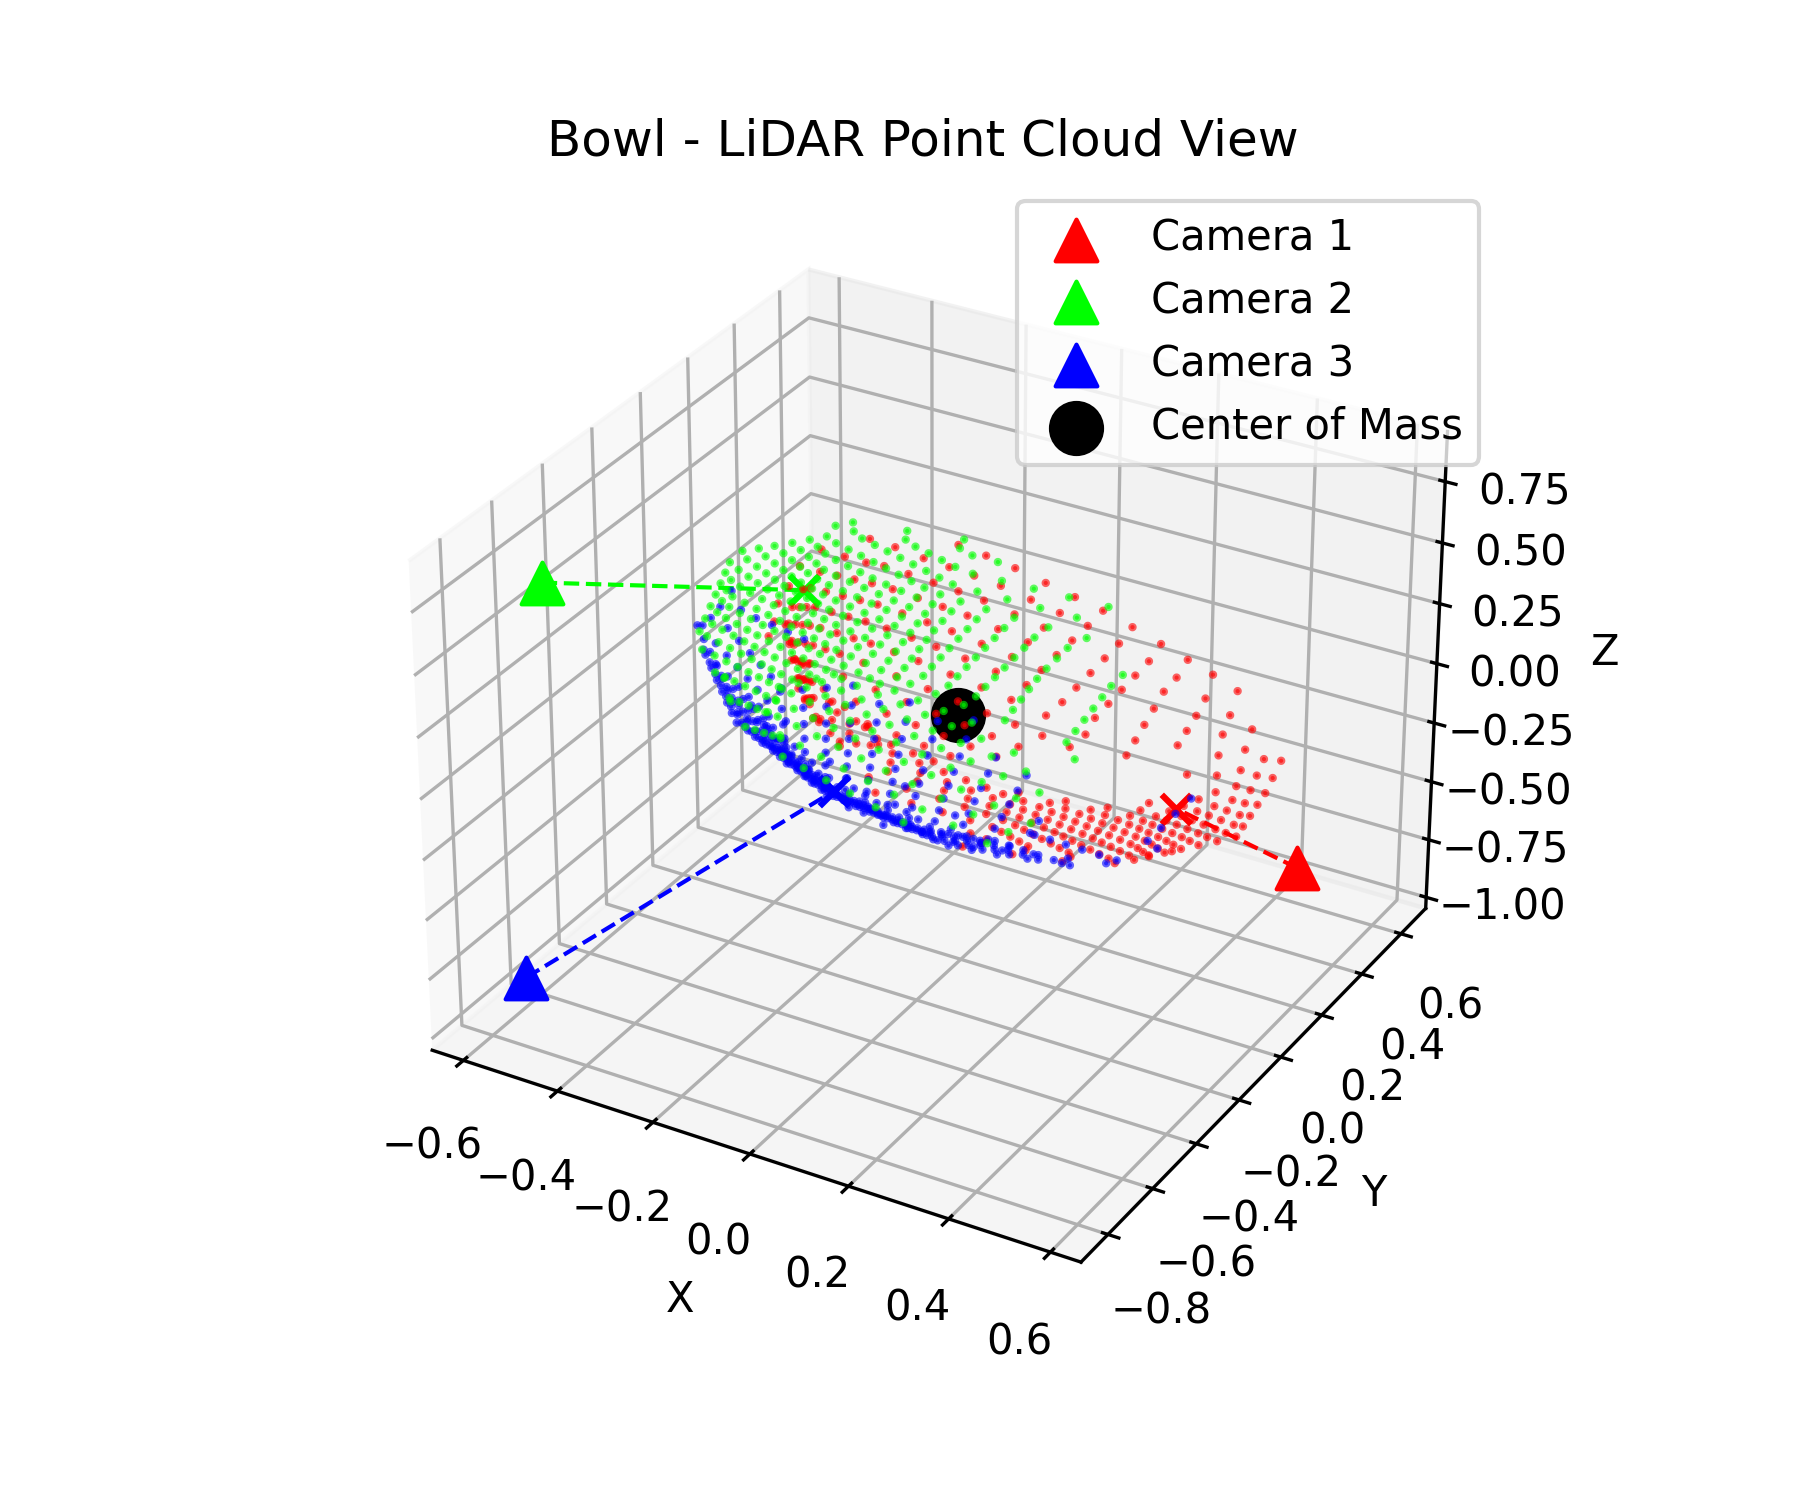 Bowl - LiDAR Point Cloud View
Camera 1
Camera 2
Camera 3
Center of Mass
0.75
0.50
0.25
0.00
−0.25
−0.50
−0.75
−1.00
Z
0.6
0.4
0.2
0.0
−0.2
−0.4
−0.6
−0.8
Y
−0.6
−0.4
−0.2
0.0
0.2
0.4
0.6
X